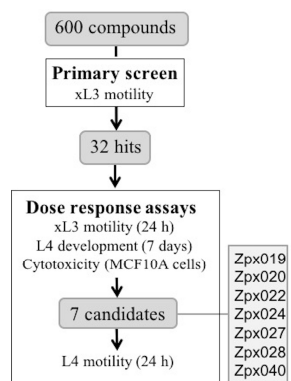 600 compounds
Primary screen
xL3 motility
32 hits
Dose response assays
xL3 motility (24 h)
L4 development (7 days)
Cytotoxicity (MCF10A cells)
7 candidates
L4 motility (24 h)
Zpx019
Zpx020
Zpx022
Zpx024
Zpx027
Zpx028
Zpx040